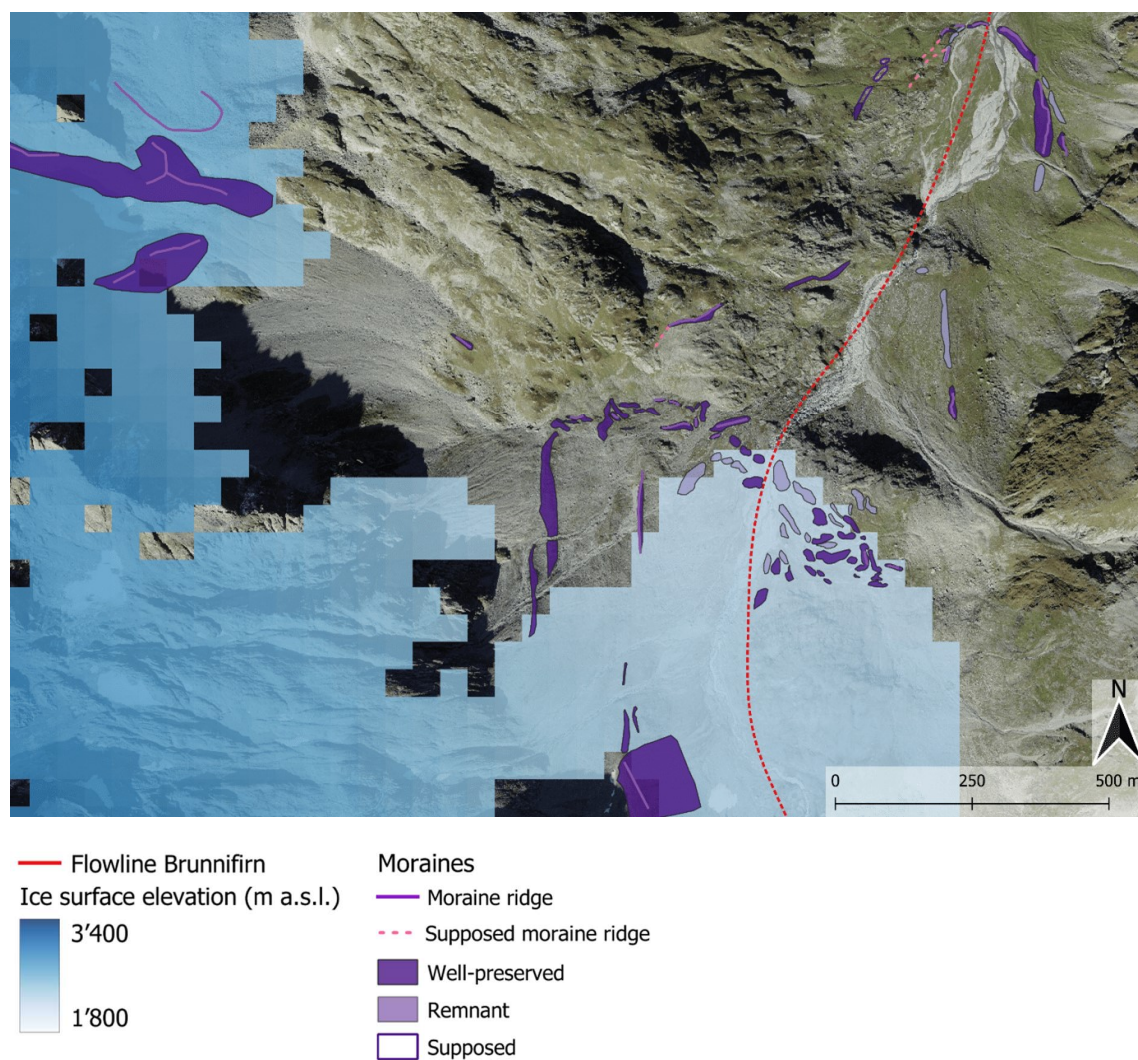 N
0 250 500 m
Flowline Brunnifirn
Ice surface elevation (m a.s.l.)
3'400
1'800
Moraines
Moraine ridge
Supposed moraine ridge
Well-preserved
Remnant
Supposed